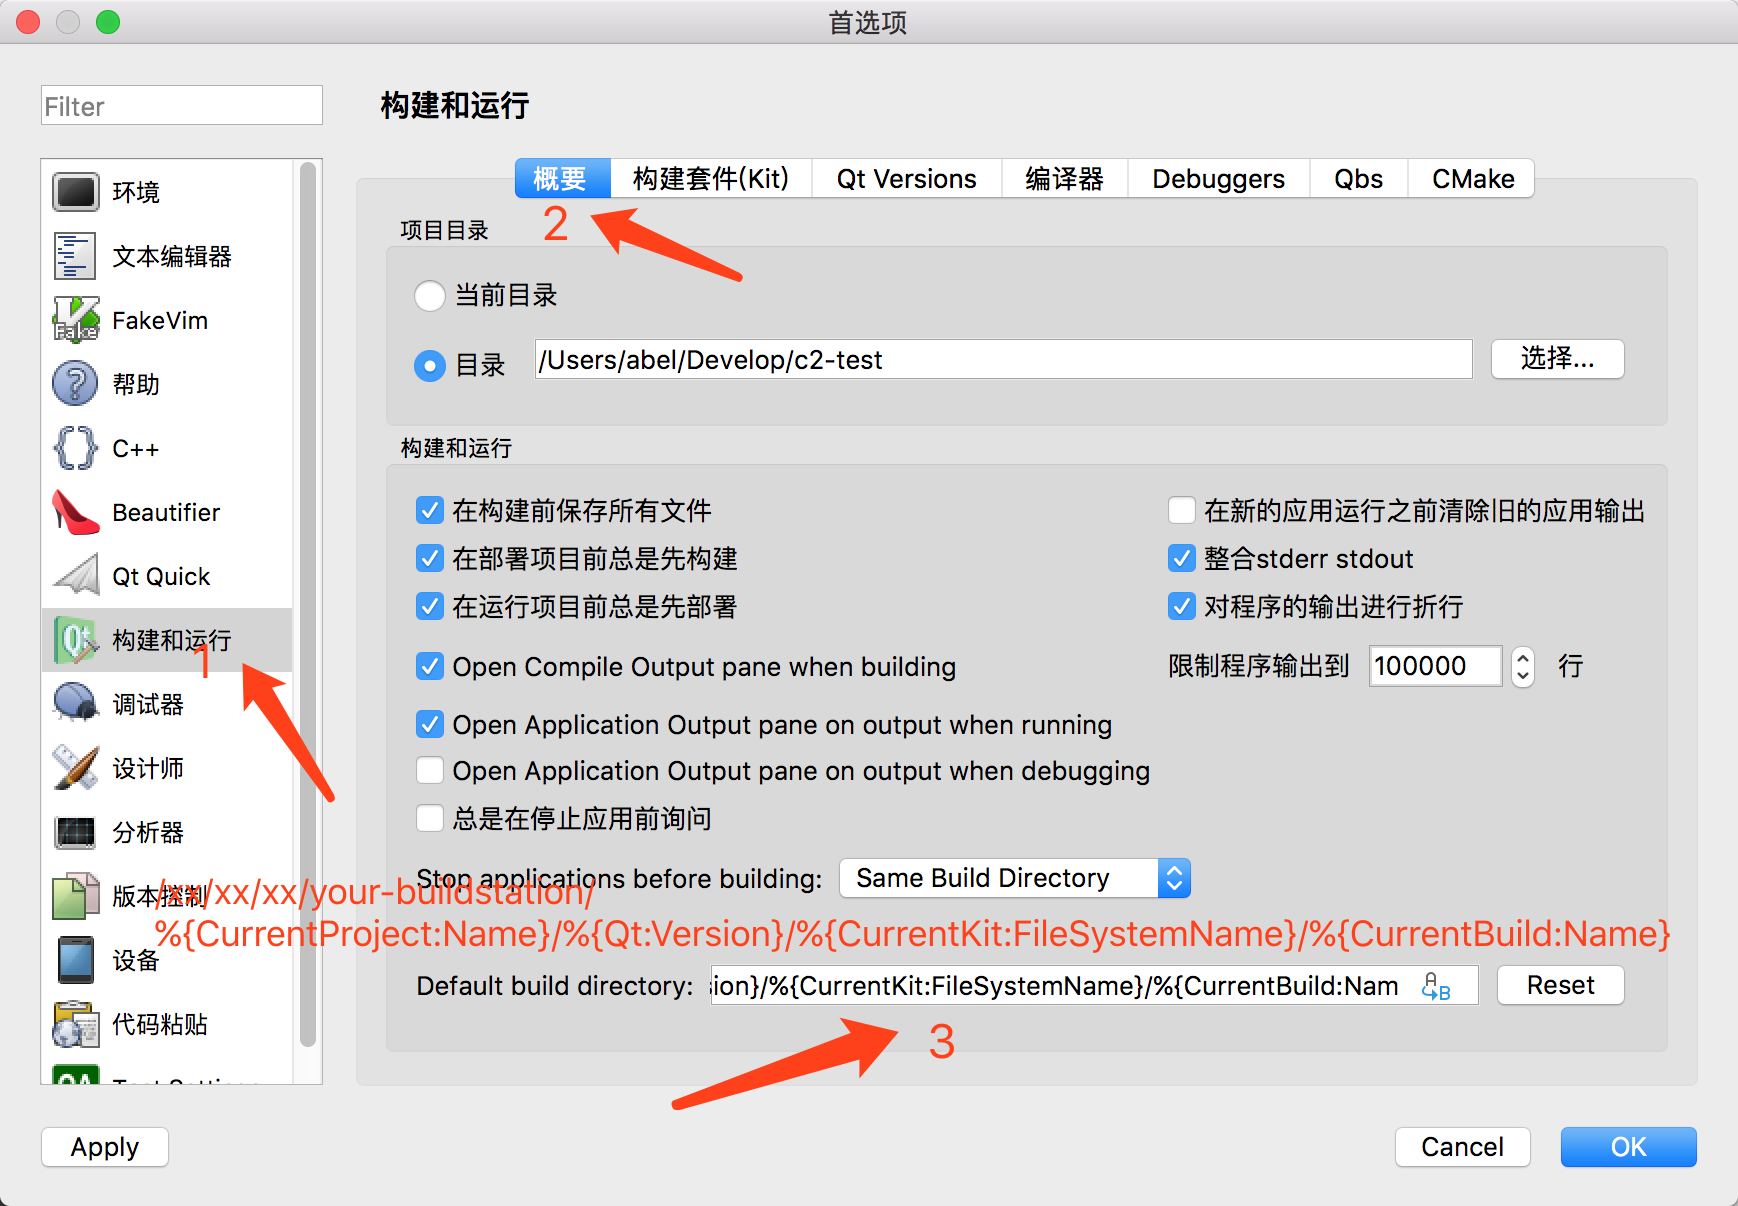 首选项
Filter
环境
文本编辑器
FakeVim
帮助
C++
Beautifier
Qt Quick
构建和运行
调试器
设计师
分析器
版本控制
设备
代码粘贴
构建和运行
概要 构建套件(Kit) Qt Versions 编译器 Debuggers Qbs CMake
1
2
项目目录
当前目录
目录 /Users/abel/Develop/c2-test 选择...
构建和运行
在构建前保存所有文件
在部署项目前总是先构建
在运行项目前总是先部署
Open Compile Output pane when building
Open Application Output pane on output when running
Open Application Output pane on output when debugging
总是在停止应用前询问
在新的应用运行之前清除旧的应用输出
整合stderr stdout
对程序的输出进行折行
限制程序输出到 100000 行
Stop applications before building: Same Build Directory
/xx/xx/xx/your-buildstation/
%{CurrentProject:Name}/%{Qt:Version}/%{CurrentKit:FileSystemName}/%{CurrentBuild:Name}
Default build directory: sion}/%{CurrentKit:FileSystemName}/%{CurrentBuild:Nam Reset
3
Apply Cancel OK